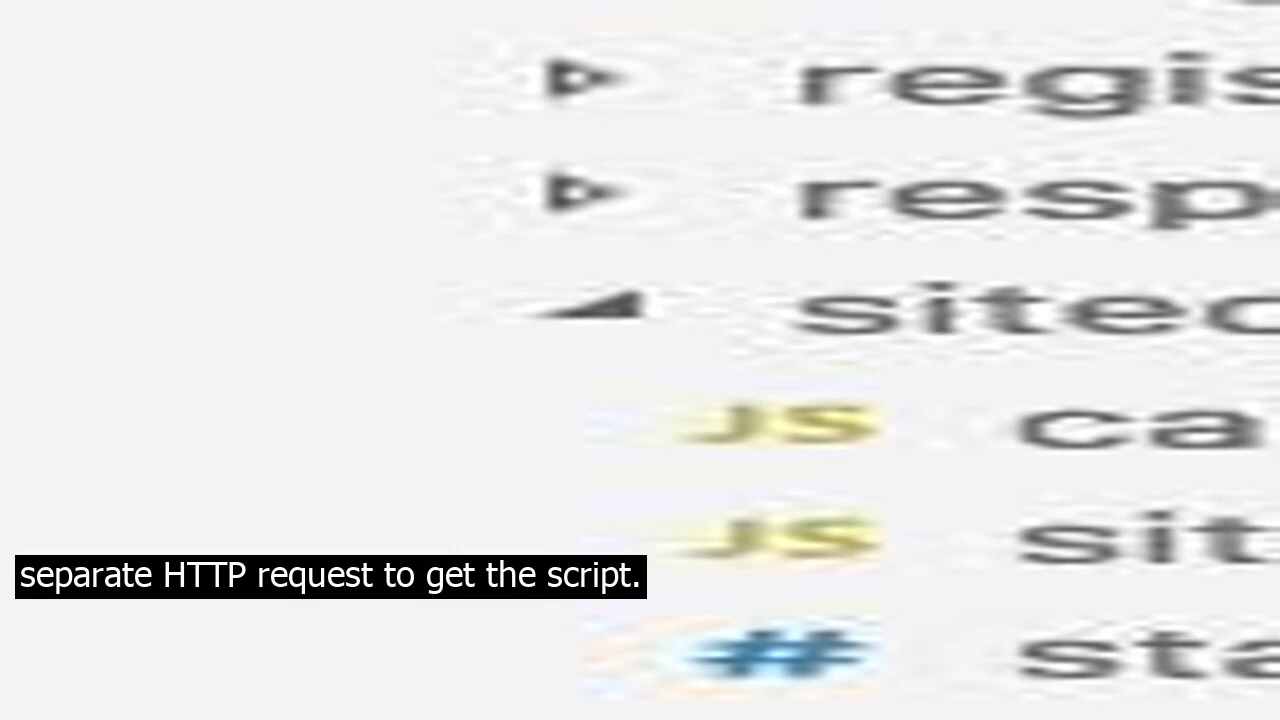 regis
resp
sitec
JS ca
JS sit
separate HTTP request to get the script.
# sta